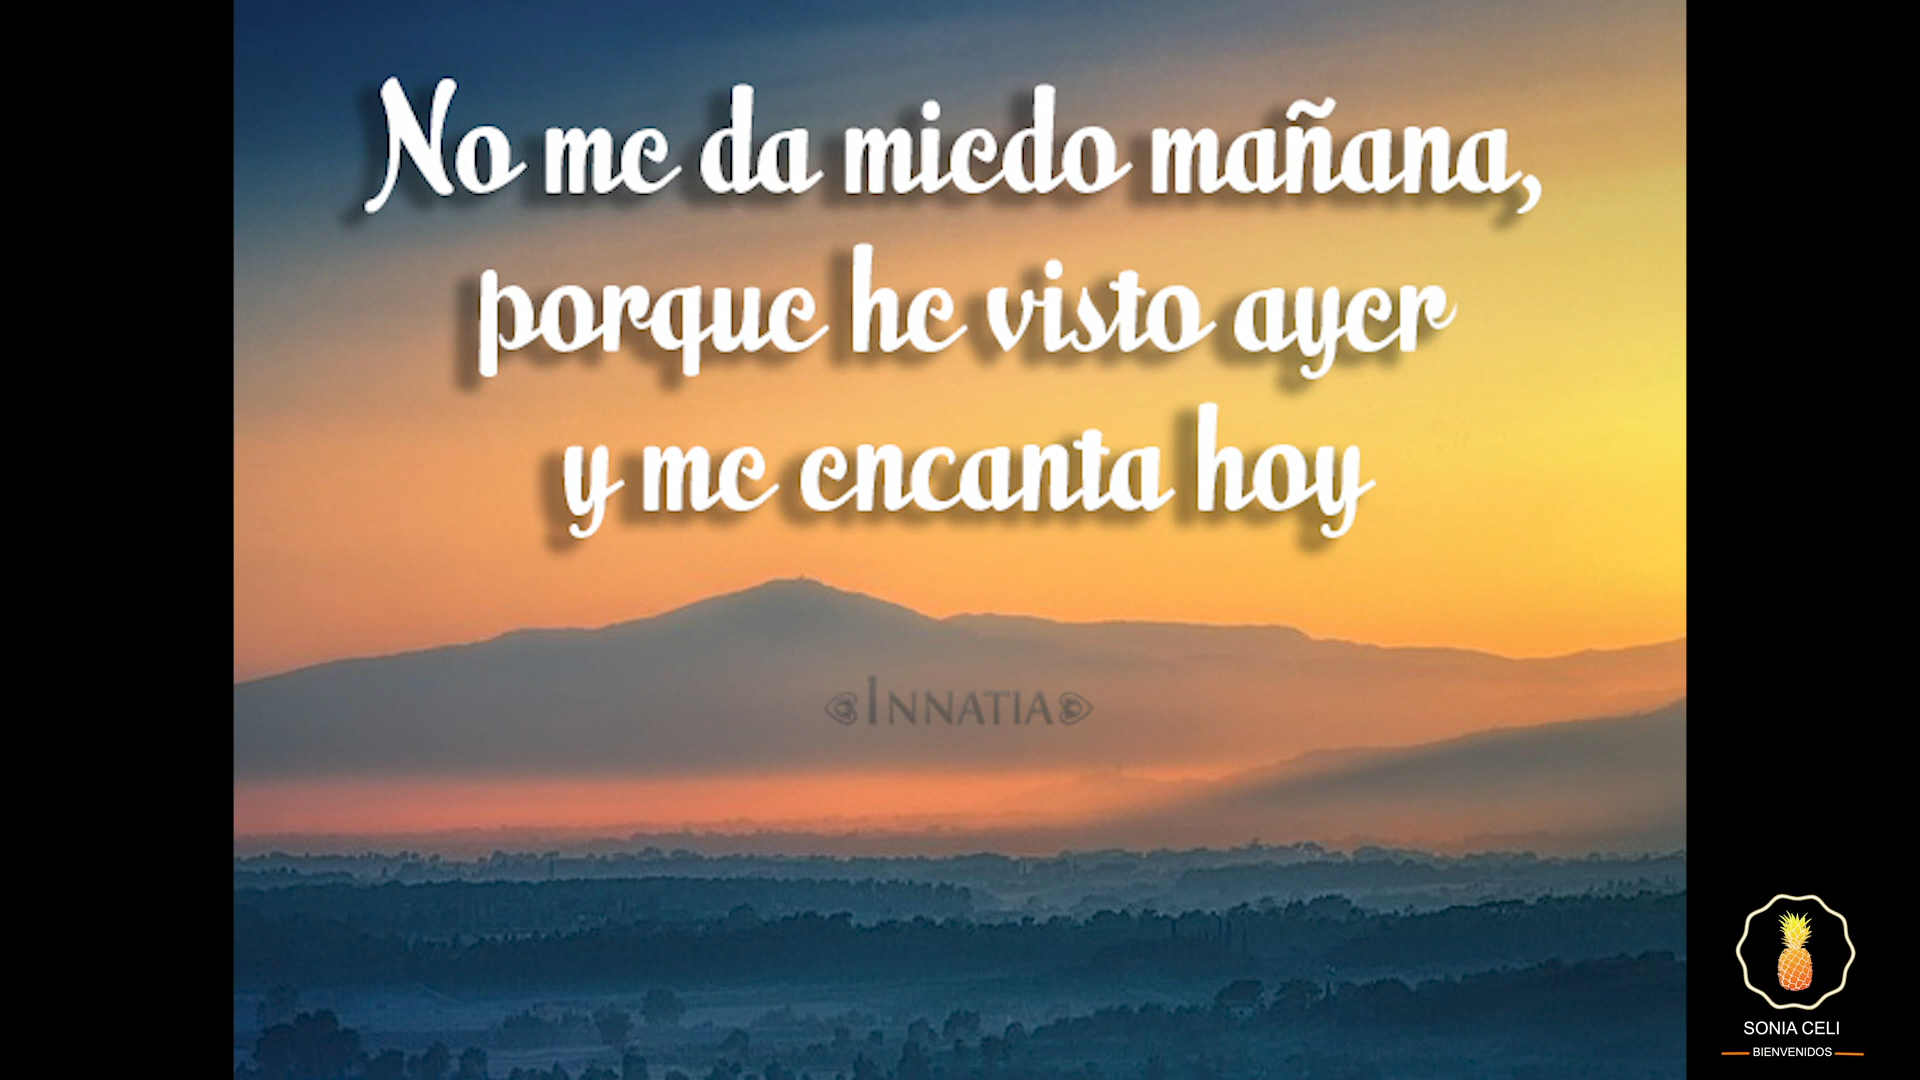 No me da miedo mañana,
porque he visto ayer
y me encanta hoy
INNATIA
SONIA CELI
BIENVENIDOS